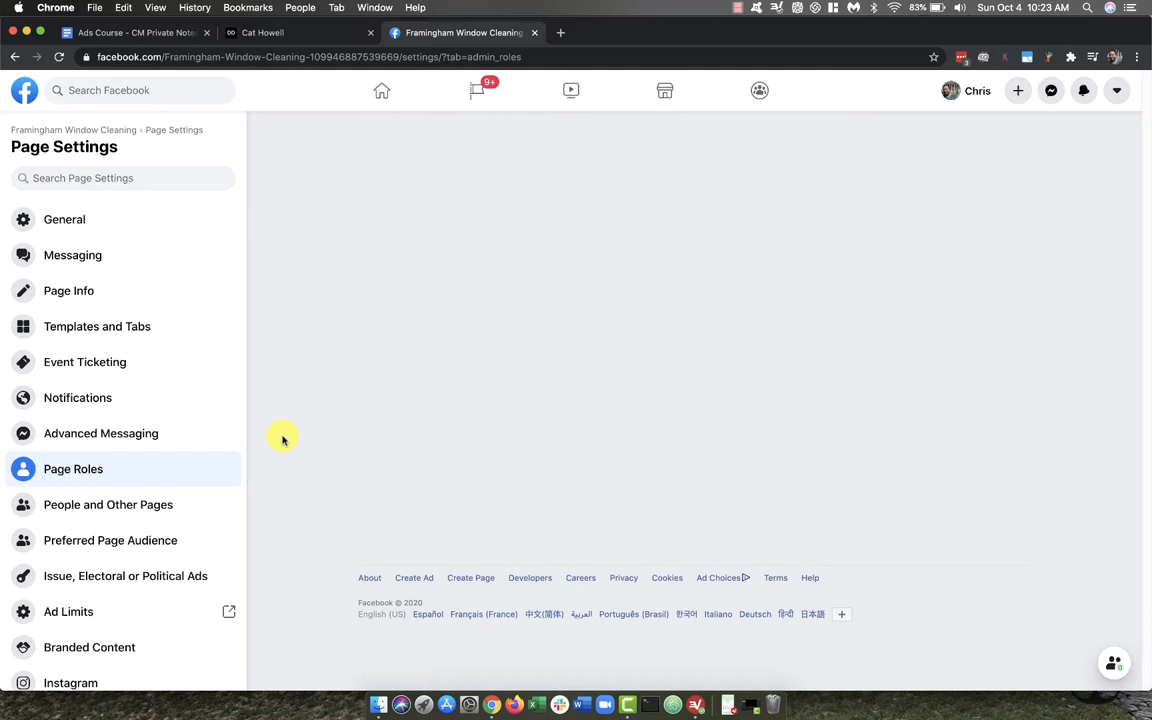 Chrome File Edit View History Bookmarks People Tab Window Help 83% Sun Oct 4 10:23 AM
Ads Course - CM Private Note DD Cat Howell Framingham Window Cleaning
facebook.com/Framingham-Window-Cleaning-109946887539669/settings/?tab=admin_roles
Search Facebook 9+ Chris
Framingham Window Cleaning › Page Settings
Page Settings
Search Page Settings
General
Messaging
Page Info
Templates and Tabs
Event Ticketing
Notifications
Advanced Messaging
Page Roles
People and Other Pages
Preferred Page Audience
Issue, Electoral or Political Ads
Ad Limits
Branded Content
Instagram
About Create Ad Create Page Developers Careers Privacy Cookies Ad Choices Terms Help
Facebook © 2020
English (US) Español Français (France) 中文(简体) العربية Português (Brasil) 한국어 Italiano Deutsch हिन्दी 日本語